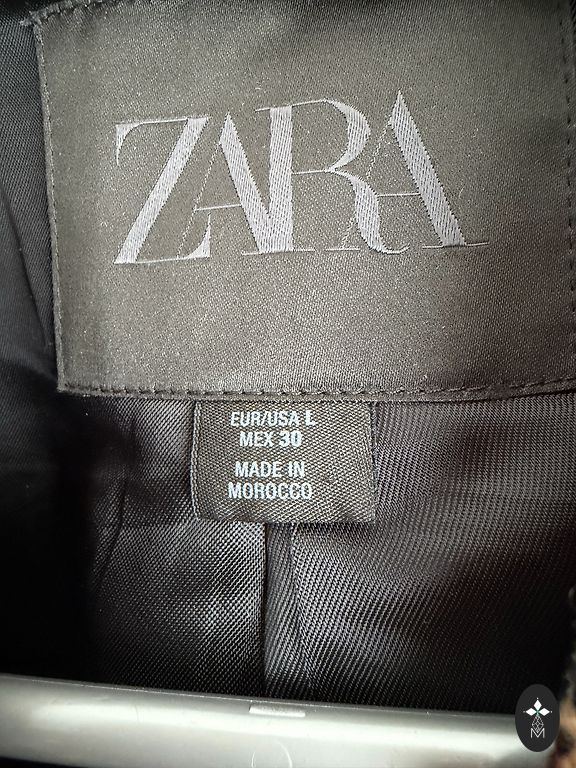 ZARA
EUR/USA L
MEX 30
MADE IN
MOROCCO
M